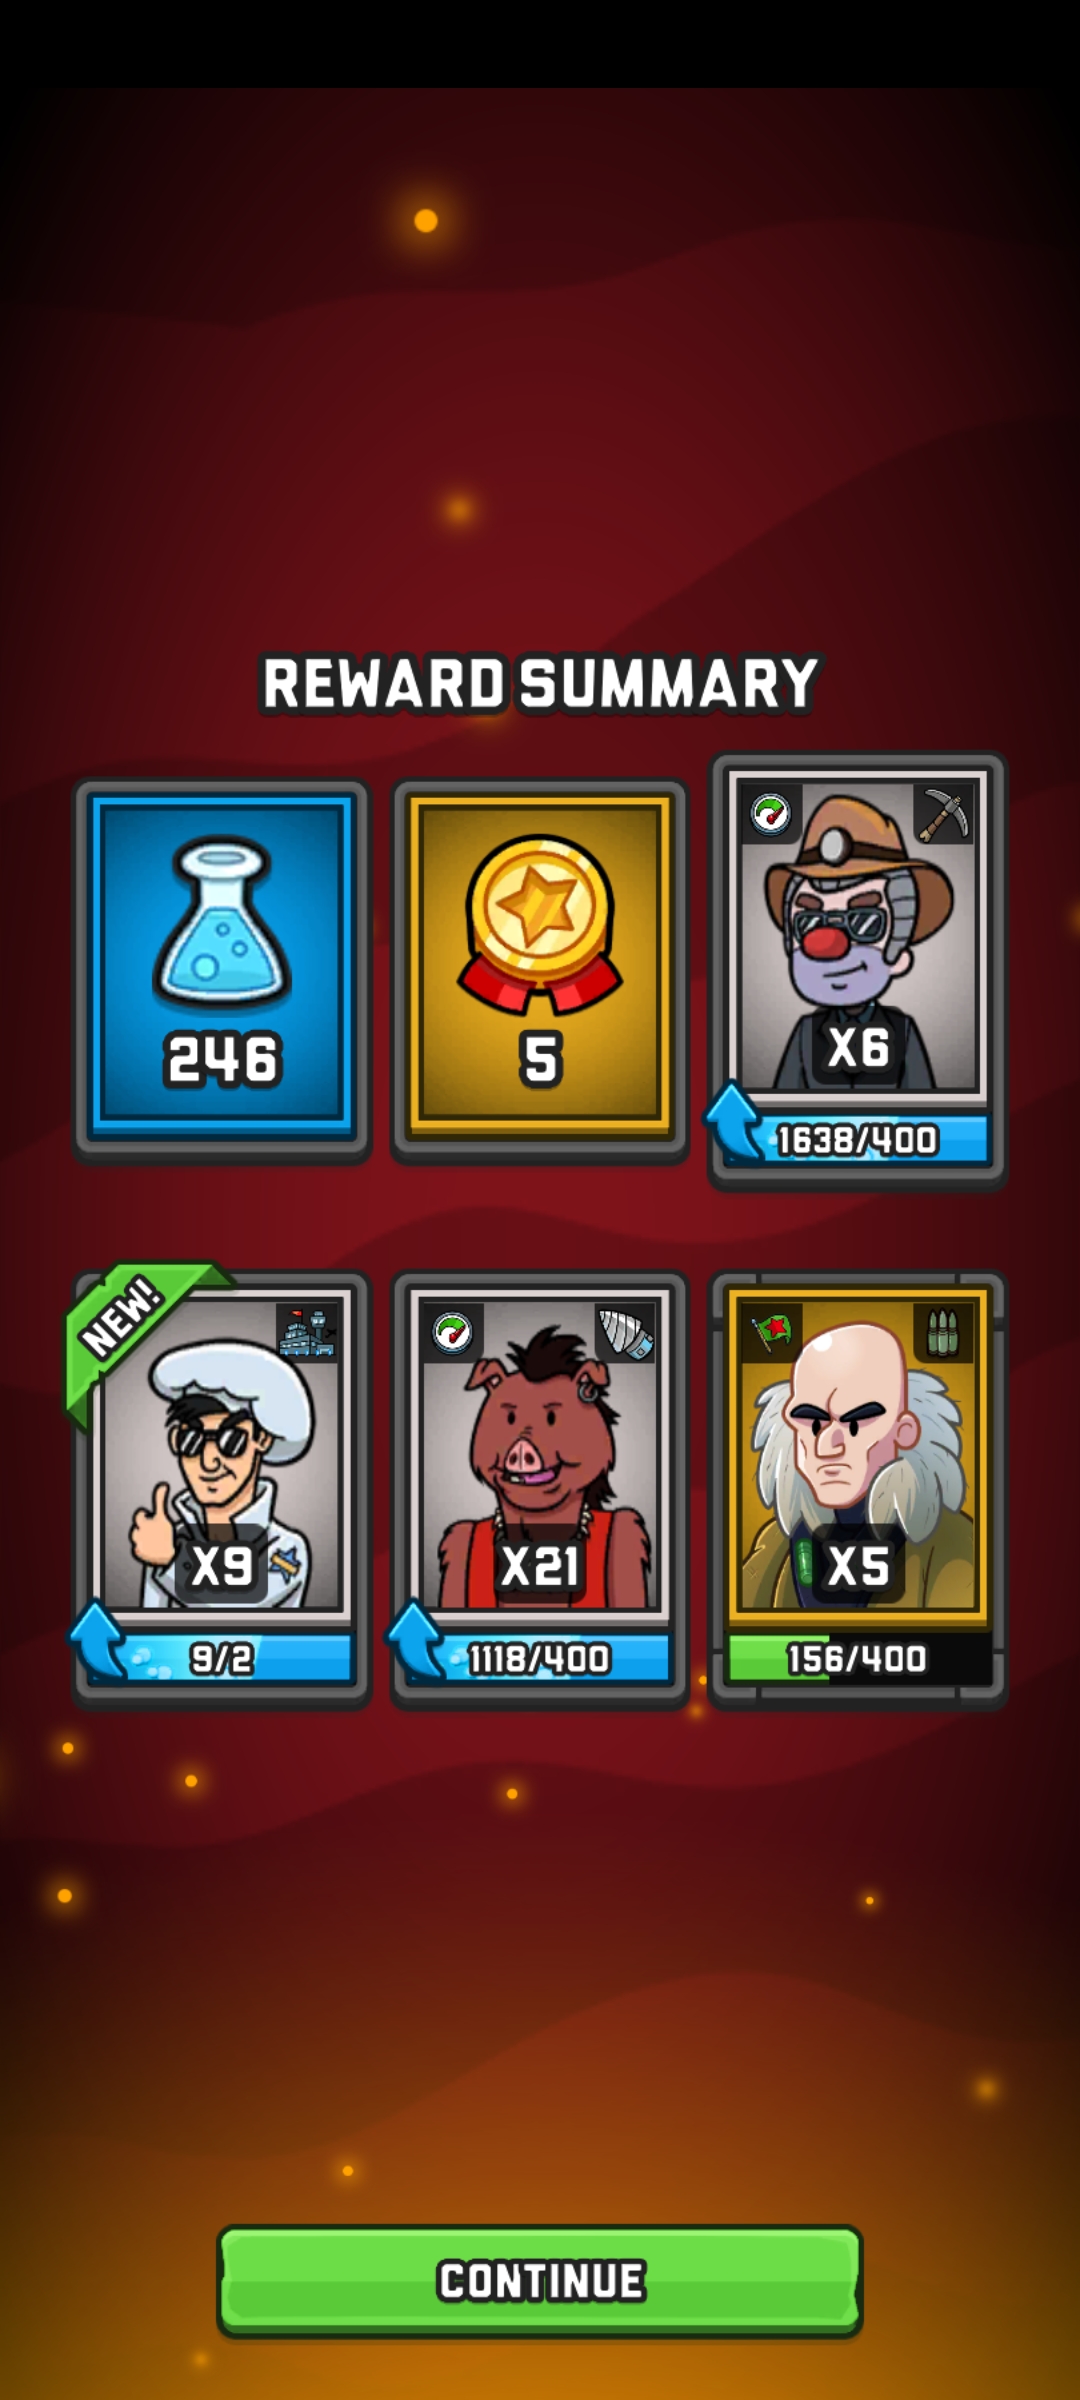 REWARD SUMMARY
246
5
X6
1638/400
NEW!
X9
9/2
X21
1118/400
X5
156/400
CONTINUE